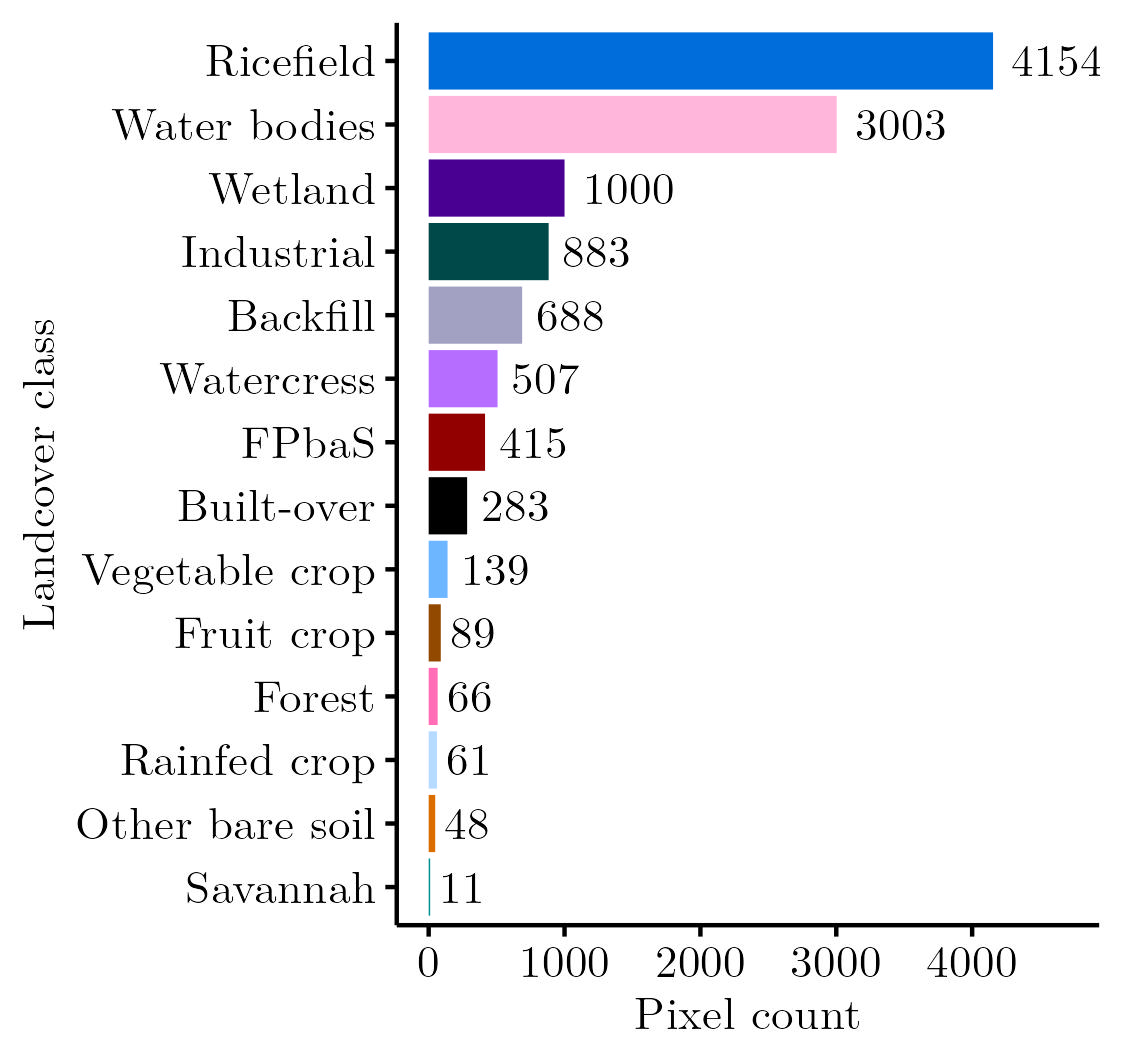 Landcover class
Ricefield 4154
Water bodies 3003
Wetland 1000
Industrial 883
Backfill 688
Watercress 507
FPbaS 415
Built-over 283
Vegetable crop 139
Fruit crop 89
Forest 66
Rainfed crop 61
Other bare soil 48
Savannah 11
0 1000 2000 3000 4000
Pixel count